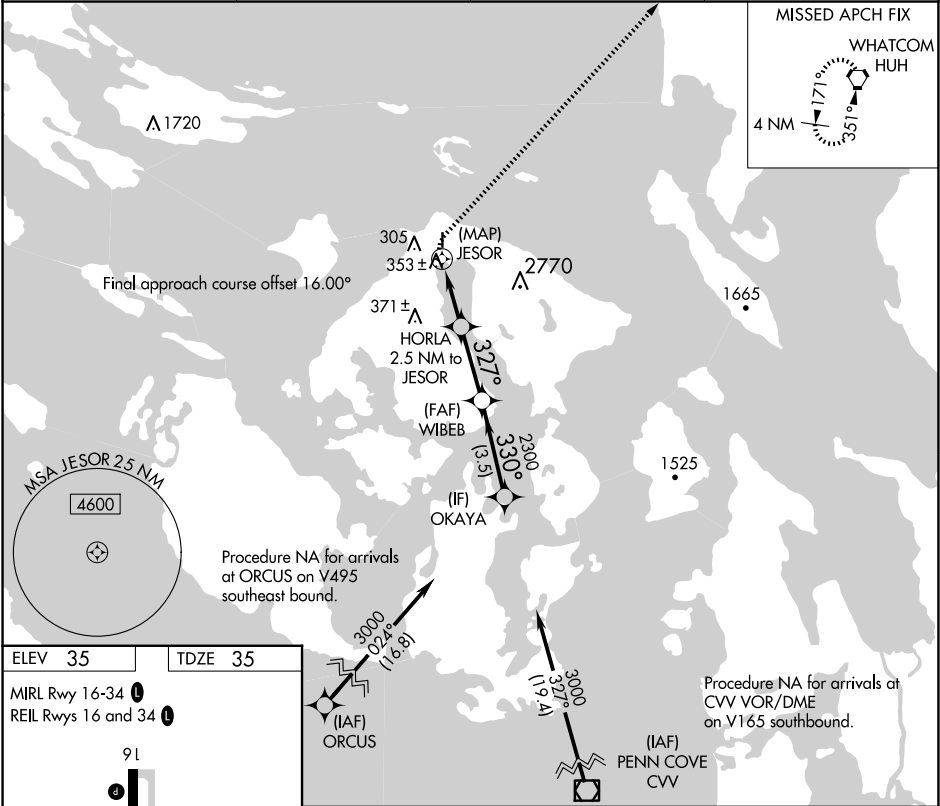 MISSED APCH FIX
WHATCOM
HUH
171°
351°
4 NM
1720
305
353 ±
(MAP)
JESOR
2770
Final approach course offset 16.00°
371 ±
HORLA
2.5 NM to
JESOR
327°
1665
(FAF)
WIBEB
2300
330°
(3.5)
1525
(IF)
OKAYA
MSA JESOR 25 NM
4600
Procedure NA for arrivals
at ORCUS on V495
southeast bound.
3000
024°
(16.8)
(IAF)
ORCUS
3000
327°
(19.4)
(IAF)
PENN COVE
CVV
Procedure NA for arrivals at
CVV VOR/DME
on V165 southbound.
ELEV 35
TDZE 35
MIRL Rwy 16-34 L
REIL Rwys 16 and 34 L
16
P